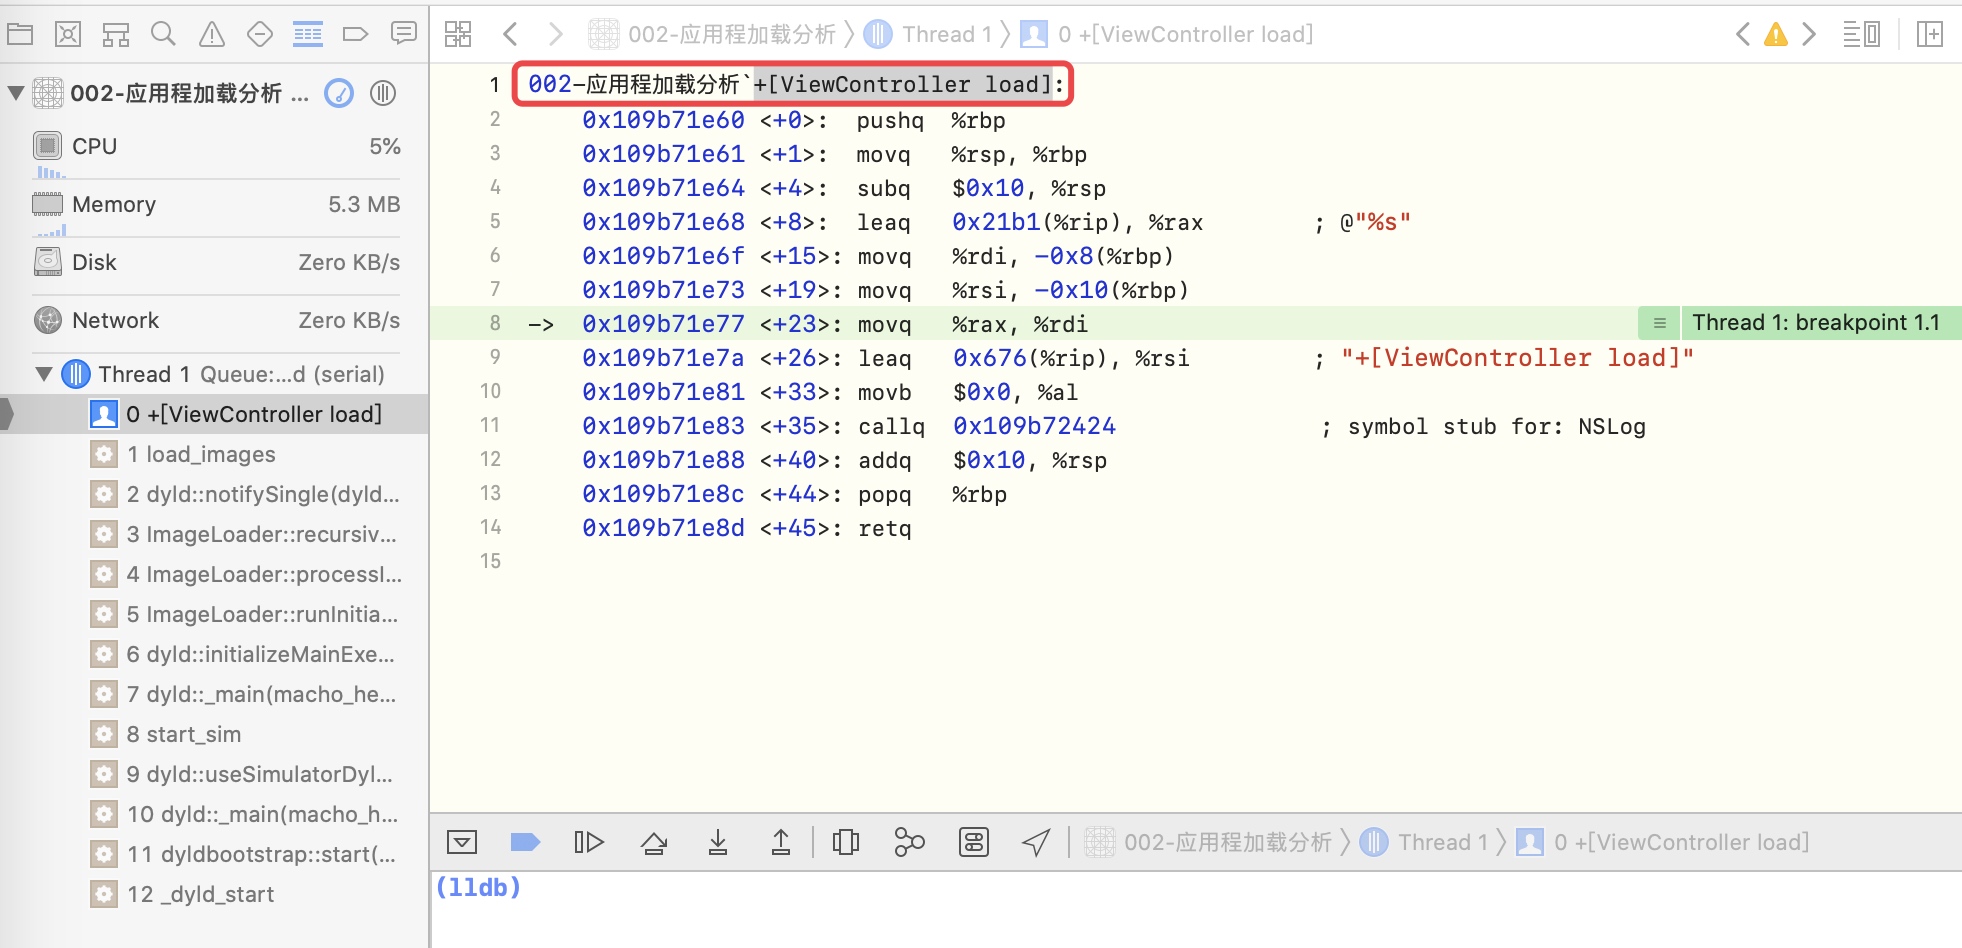 002-应用程加载分析 〉 Thread 1 〉 0 +[ViewController load]
002-应用程加载分析 ...
CPU 5%
Memory 5.3 MB
Disk Zero KB/s
Network Zero KB/s
Thread 1 Queue:...d (serial)
0 +[ViewController load]
1 load_images
2 dyld::notifySingle(dyld...
3 ImageLoader::recursiv...
4 ImageLoader::processI...
5 ImageLoader::runInitia...
6 dyld::initializeMainExe...
7 dyld::_main(macho_he...
8 start_sim
9 dyld::useSimulatorDyl...
10 dyld::_main(macho_h...
11 dyldbootstrap::start(...
12 _dyld_start
1 002-应用程加载分析`+[ViewController load]:
2 0x109b71e60 <+0>: pushq %rbp
3 0x109b71e61 <+1>: movq %rsp, %rbp
4 0x109b71e64 <+4>: subq $0x10, %rsp
5 0x109b71e68 <+8>: leaq 0x21b1(%rip), %rax ; @"%s"
6 0x109b71e6f <+15>: movq %rdi, -0x8(%rbp)
7 0x109b71e73 <+19>: movq %rsi, -0x10(%rbp)
8 -> 0x109b71e77 <+23>: movq %rax, %rdi Thread 1: breakpoint 1.1
9 0x109b71e7a <+26>: leaq 0x676(%rip), %rsi ; "+[ViewController load]"
10 0x109b71e81 <+33>: movb $0x0, %al
11 0x109b71e83 <+35>: callq 0x109b72424 ; symbol stub for: NSLog
12 0x109b71e88 <+40>: addq $0x10, %rsp
13 0x109b71e8c <+44>: popq %rbp
14 0x109b71e8d <+45>: retq
15
002-应用程加载分析 〉 Thread 1 〉 0 +[ViewController load]
(lldb)